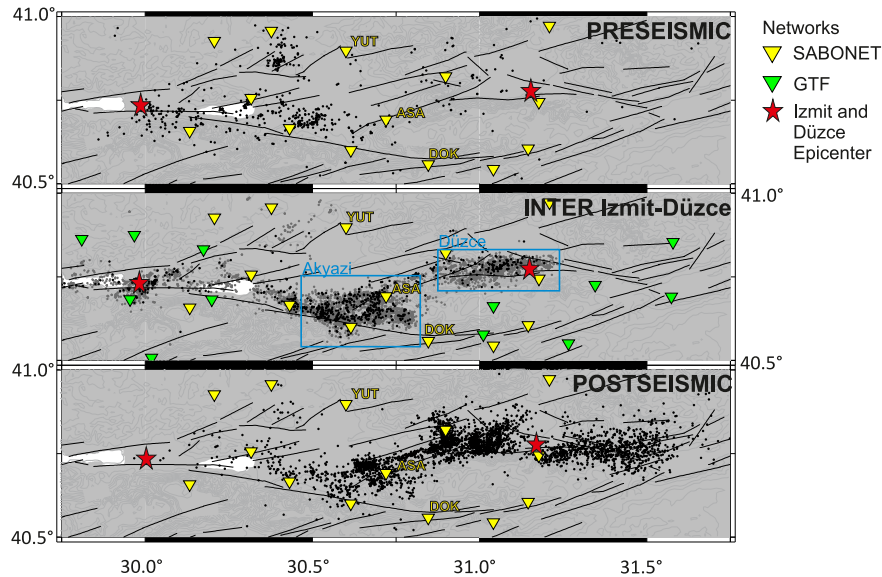 41.0°
PRESEISMIC
YUT
ASA
DOK
40.5°
Networks
SABONET
GTF
Izmit and
Düzce
Epicenter
41.0°
INTER Izmit-Düzce
YUT
Düzce
Akyazi
ASA
DOK
40.5°
41.0°
POSTSEISMIC
YUT
ASA
DOK
40.5°
30.0°
30.5°
31.0°
31.5°